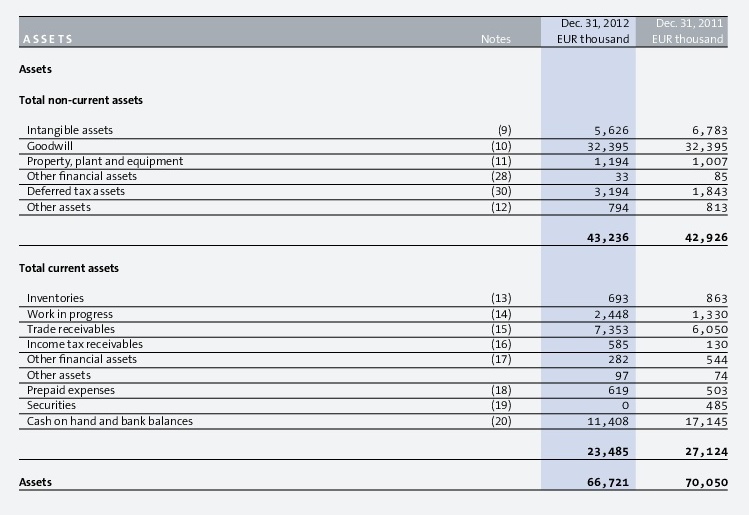 Dec. 31, 2012 Dec. 31, 2011
ASSETS Notes EUR thousand EUR thousand
Assets
Total non-current assets
Intangible assets (9) 5,626 6,783
Goodwill (10) 32,395 32,395
Property, plant and equipment (11) 1,194 1,007
Other financial assets (28) 33 85
Deferred tax assets (30) 3,194 1,843
Other assets (12) 794 813
43,236 42,926
Total current assets
Inventories (13) 693 863
Work in progress (14) 2,448 1,330
Trade receivables (15) 7,353 6,050
Income tax receivables (16) 585 130
Other financial assets (17) 282 544
Other assets 97 74
Prepaid expenses (18) 619 503
Securities (19) 0 485
Cash on hand and bank balances (20) 11,408 17,145
23,485 27,124
Assets 66,721 70,050